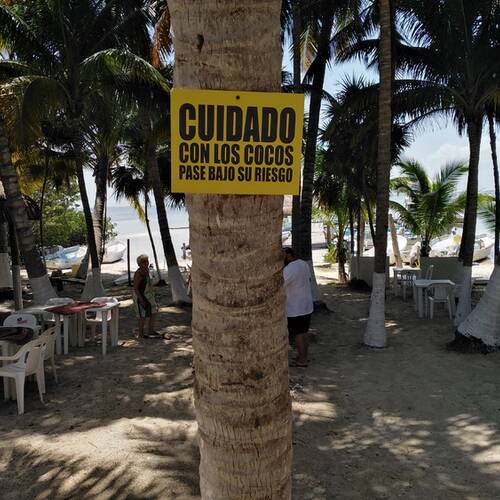 CUIDADO
CON LOS COCOS
PASE BAJO SU RIESGO